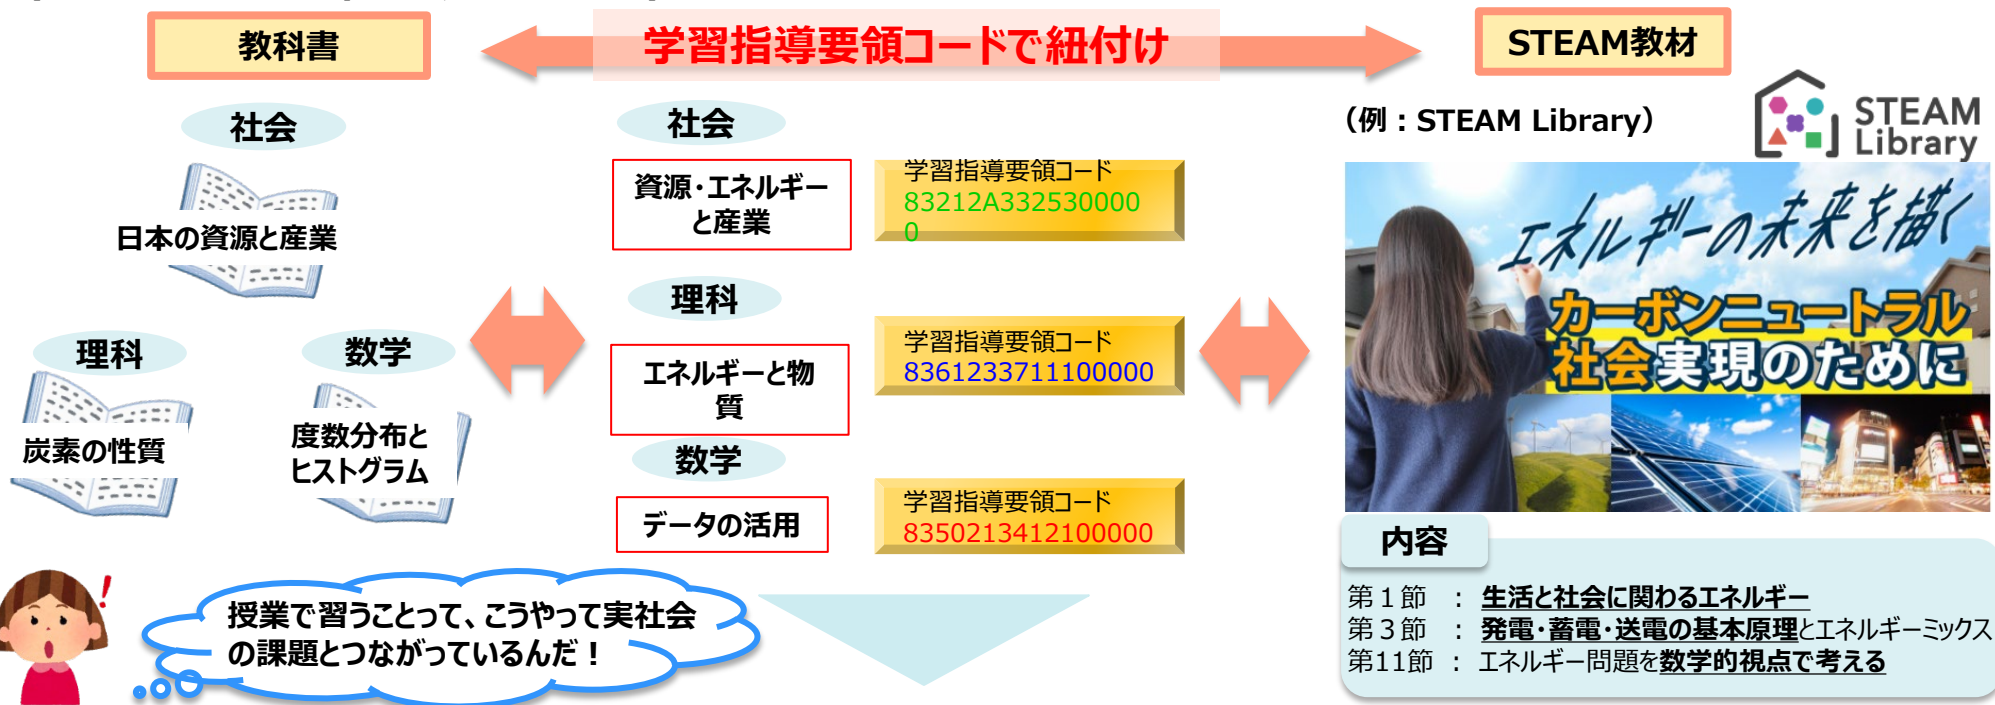 教科書
学習指導要領コードで紐付け
STEAM教材
社会
日本の資源と産業
理科
炭素の性質
数学
度数分布と
ヒストグラム
社会
資源・エネルギー
と産業
学習指導要領コード
83212A332530000
0
理科
エネルギーと物
質
学習指導要領コード
8361233711100000
数学
データの活用
学習指導要領コード
8350213412100000
（例：STEAM Library）
STEAM
Library
エネルギーの未来を描く
カーボンニュートラル
社会実現のために
内容
第１節 ： 生活と社会に関わるエネルギー
第３節 ： 発電・蓄電・送電の基本原理とエネルギーミックス
第11節 ： エネルギー問題を数学的視点で考える
授業で習うことって、こうやって実社会
の課題とつながっているんだ！